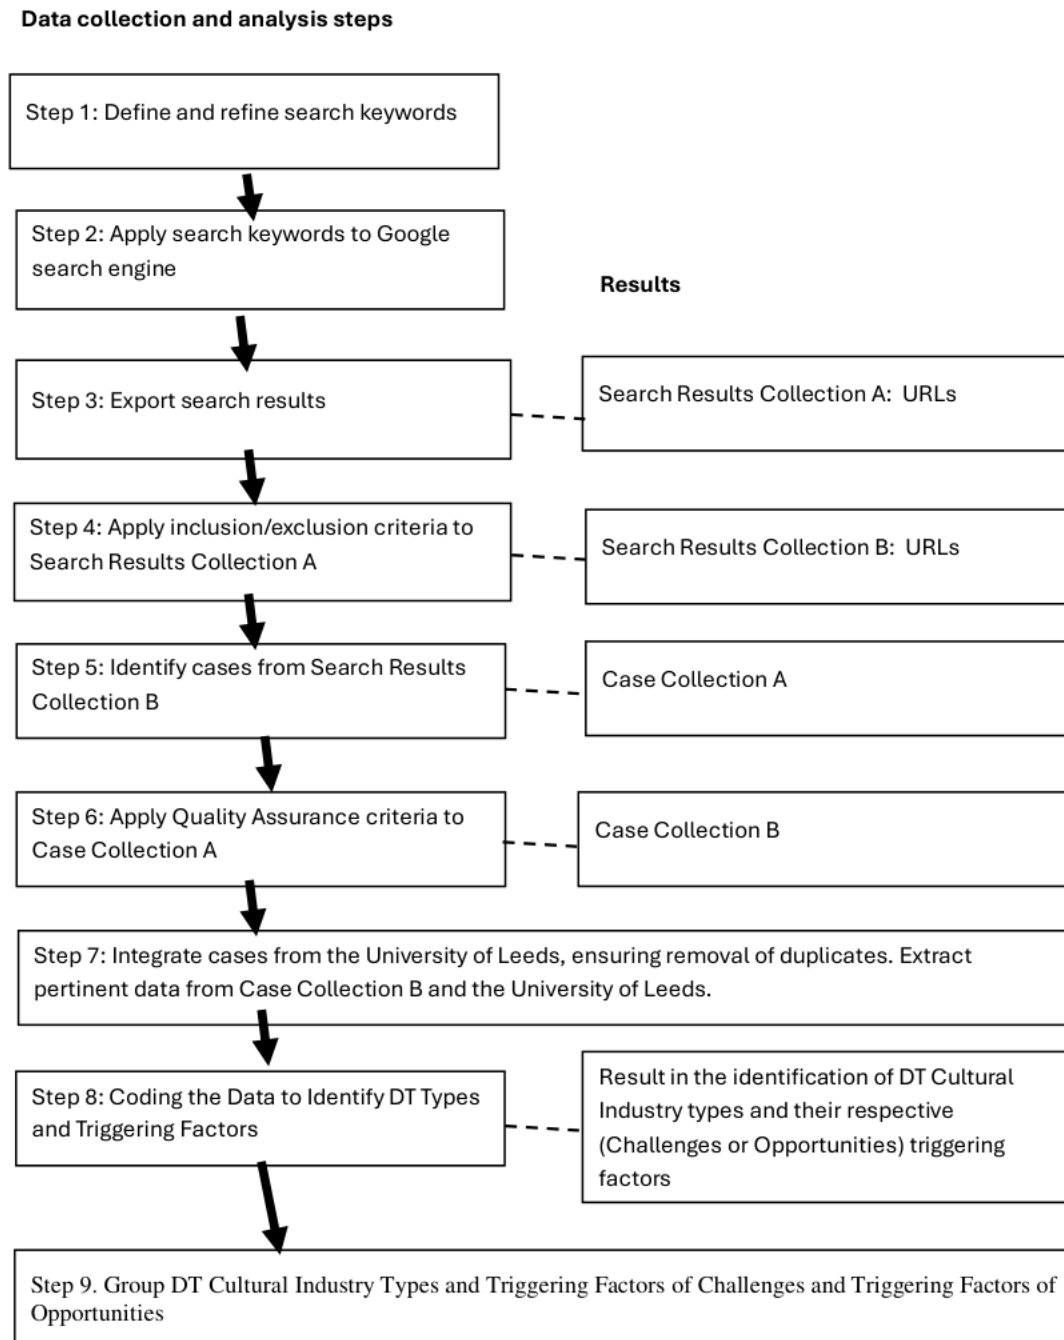 Data collection and analysis steps
Step 1: Define and refine search keywords
Step 2: Apply search keywords to Google
search engine
Results
Step 3: Export search results
Search Results Collection A: URLs
Step 4: Apply inclusion/exclusion criteria to
Search Results Collection A
Search Results Collection B: URLs
Step 5: Identify cases from Search Results
Collection B
Case Collection A
Step 6: Apply Quality Assurance criteria to
Case Collection A
Case Collection B
Step 7: Integrate cases from the University of Leeds, ensuring removal of duplicates. Extract
pertinent data from Case Collection B and the University of Leeds.
Step 8: Coding the Data to Identify DT Types
and Triggering Factors
Result in the identification of DT Cultural
Industry types and their respective
(Challenges or Opportunities) triggering
factors
Step 9. Group DT Cultural Industry Types and Triggering Factors of Challenges and Triggering Factors of
Opportunities